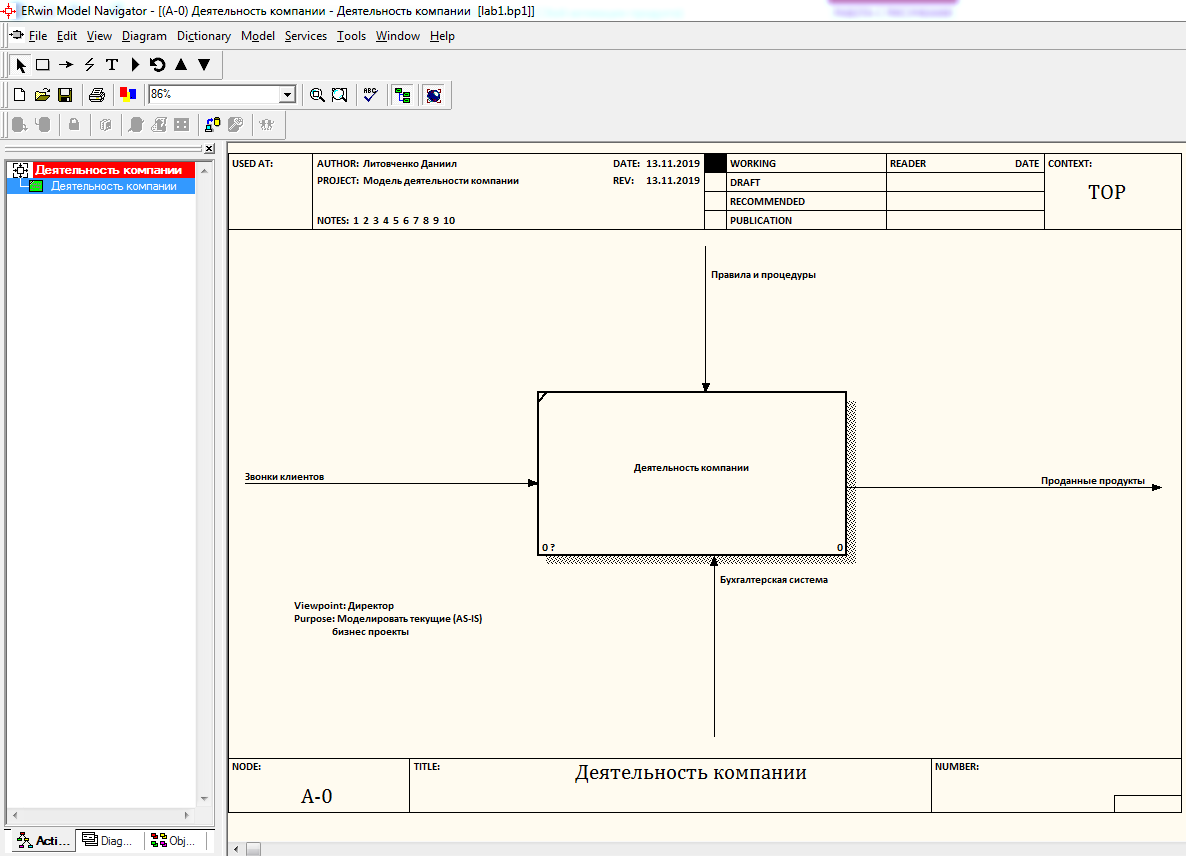 ERwin Model Navigator - [(A-0) Деятельность компании - Деятельность компании [lab1.bp1]]
File Edit View Diagram Dictionary Model Services Tools Window Help
T
86%
ABC
Деятельность компании
Деятельность компании
USED AT:
AUTHOR: Литовченко Даниил
DATE: 13.11.2019
PROJECT: Модель деятельности компании
REV: 13.11.2019
NOTES: 1 2 3 4 5 6 7 8 9 10
WORKING
DRAFT
RECOMMENDED
PUBLICATION
READER DATE
CONTEXT:
TOP
Правила и процедуры
Деятельность компании
Звонки клиентов
Проданные продукты
0 ? 0
Бухгалтерская система
Viewpoint: Директор
Purpose: Моделировать текущие (AS-IS)
бизнес проекты
NODE:
A-0
TITLE:
Деятельность компании
NUMBER:
Acti... Diag... Obj...